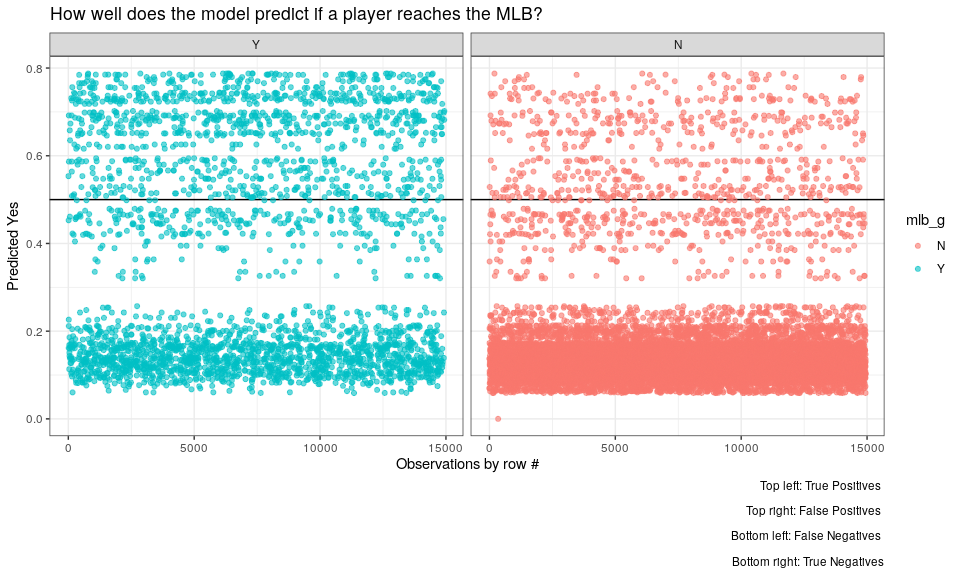 How well does the model predict if a player reaches the MLB?
Y
N
0.8
0.6
0.4
0.2
0.0
Predicted Yes
0 5000 10000 15000
0 5000 10000 15000
Observations by row #
mlb_g
N
Y
Top left: True Positives
Top right: False Positives
Bottom left: False Negatives
Bottom right: True Negatives